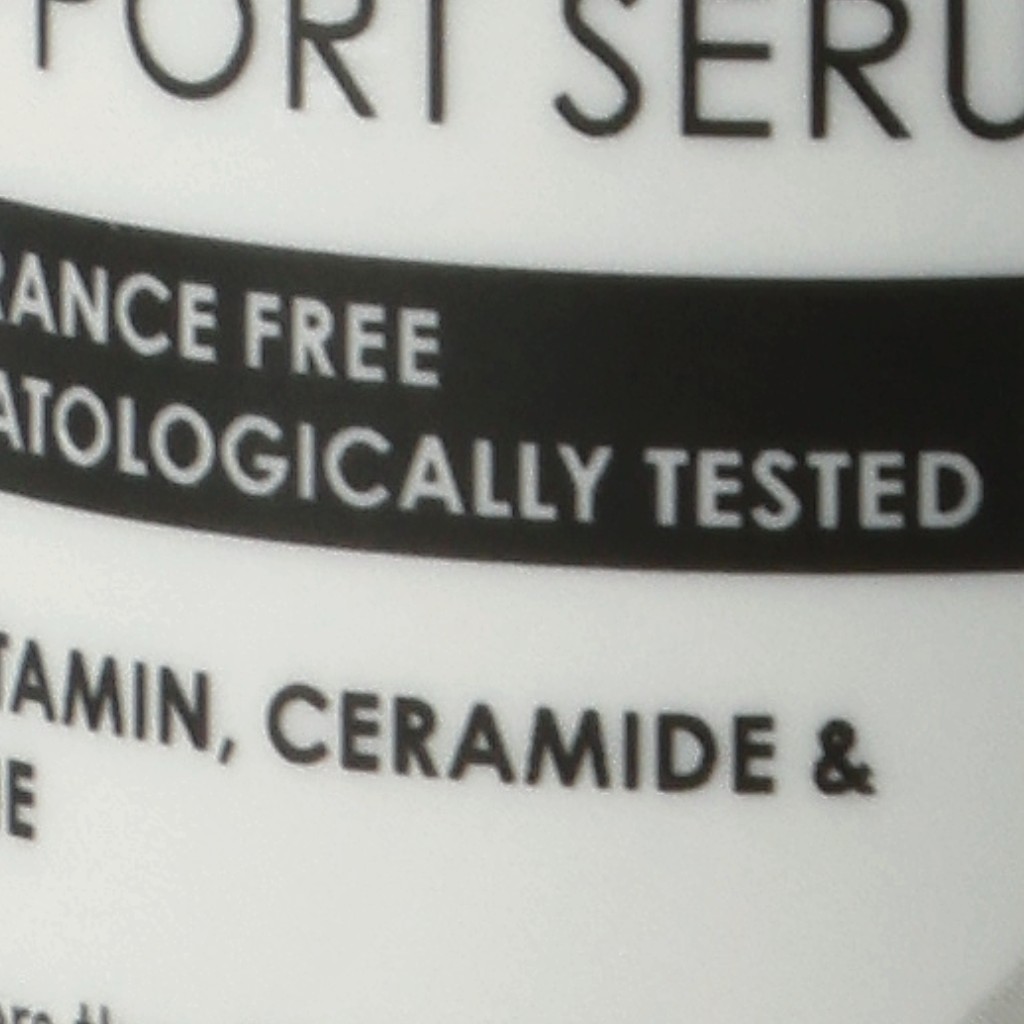 PORT SERU
RANCE FREE
ATOLOGICALLY TESTED
TAMIN, CERAMIDE &
E